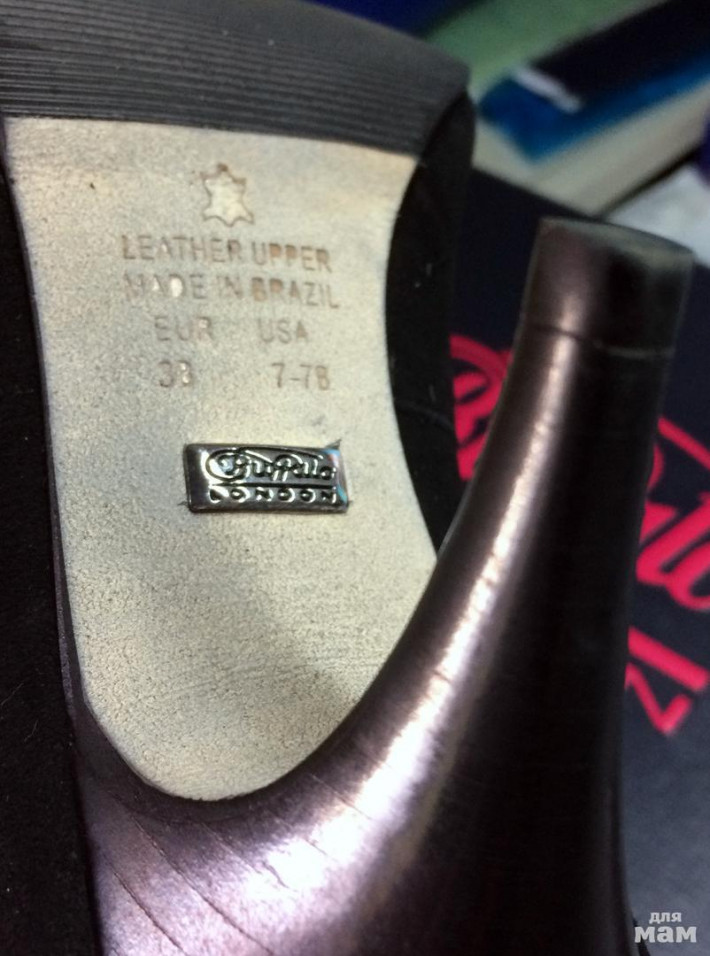 LEATHER UPPER
MADE IN BRAZIL
EUR USA
38 7-7B
Buffalo
LONDON
для
мам